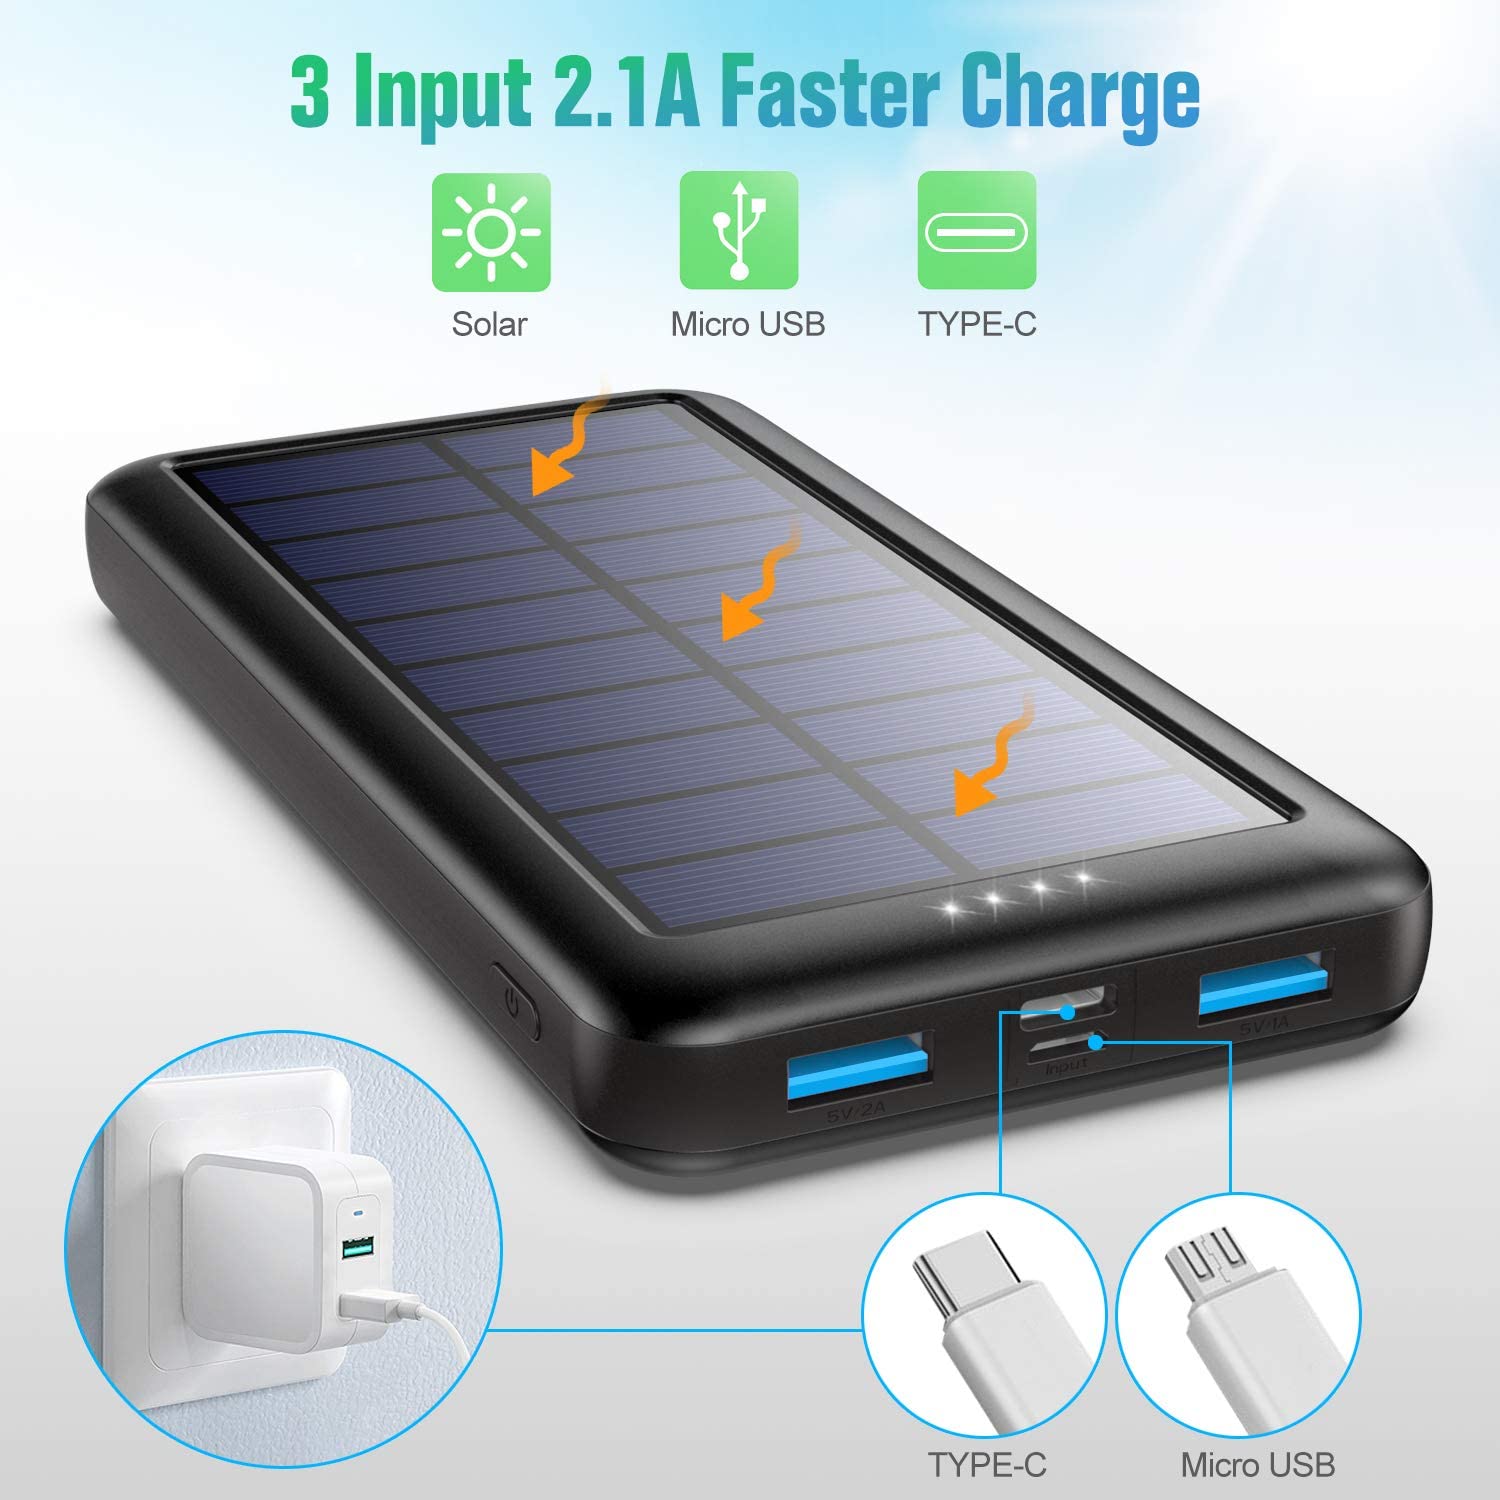 3 Input 2.1A Faster Charge
Solar
Micro USB
TYPE-C
5V/1A
Input
5V/2A
TYPE-C
Micro USB